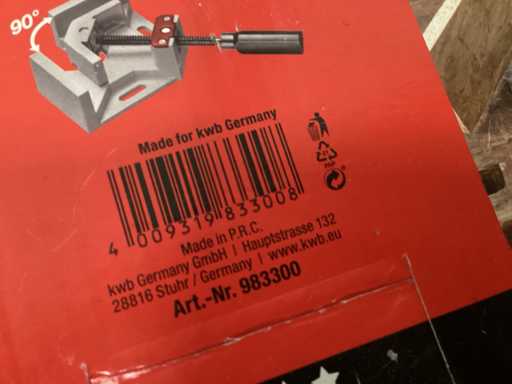 90°
Made for kwb Germany
4 009319 833008
Made in P.R.C.
kwb Germany GmbH | Hauptstrasse 132
28816 Stuhr / Germany | www.kwb.eu
Art.-Nr. 983300